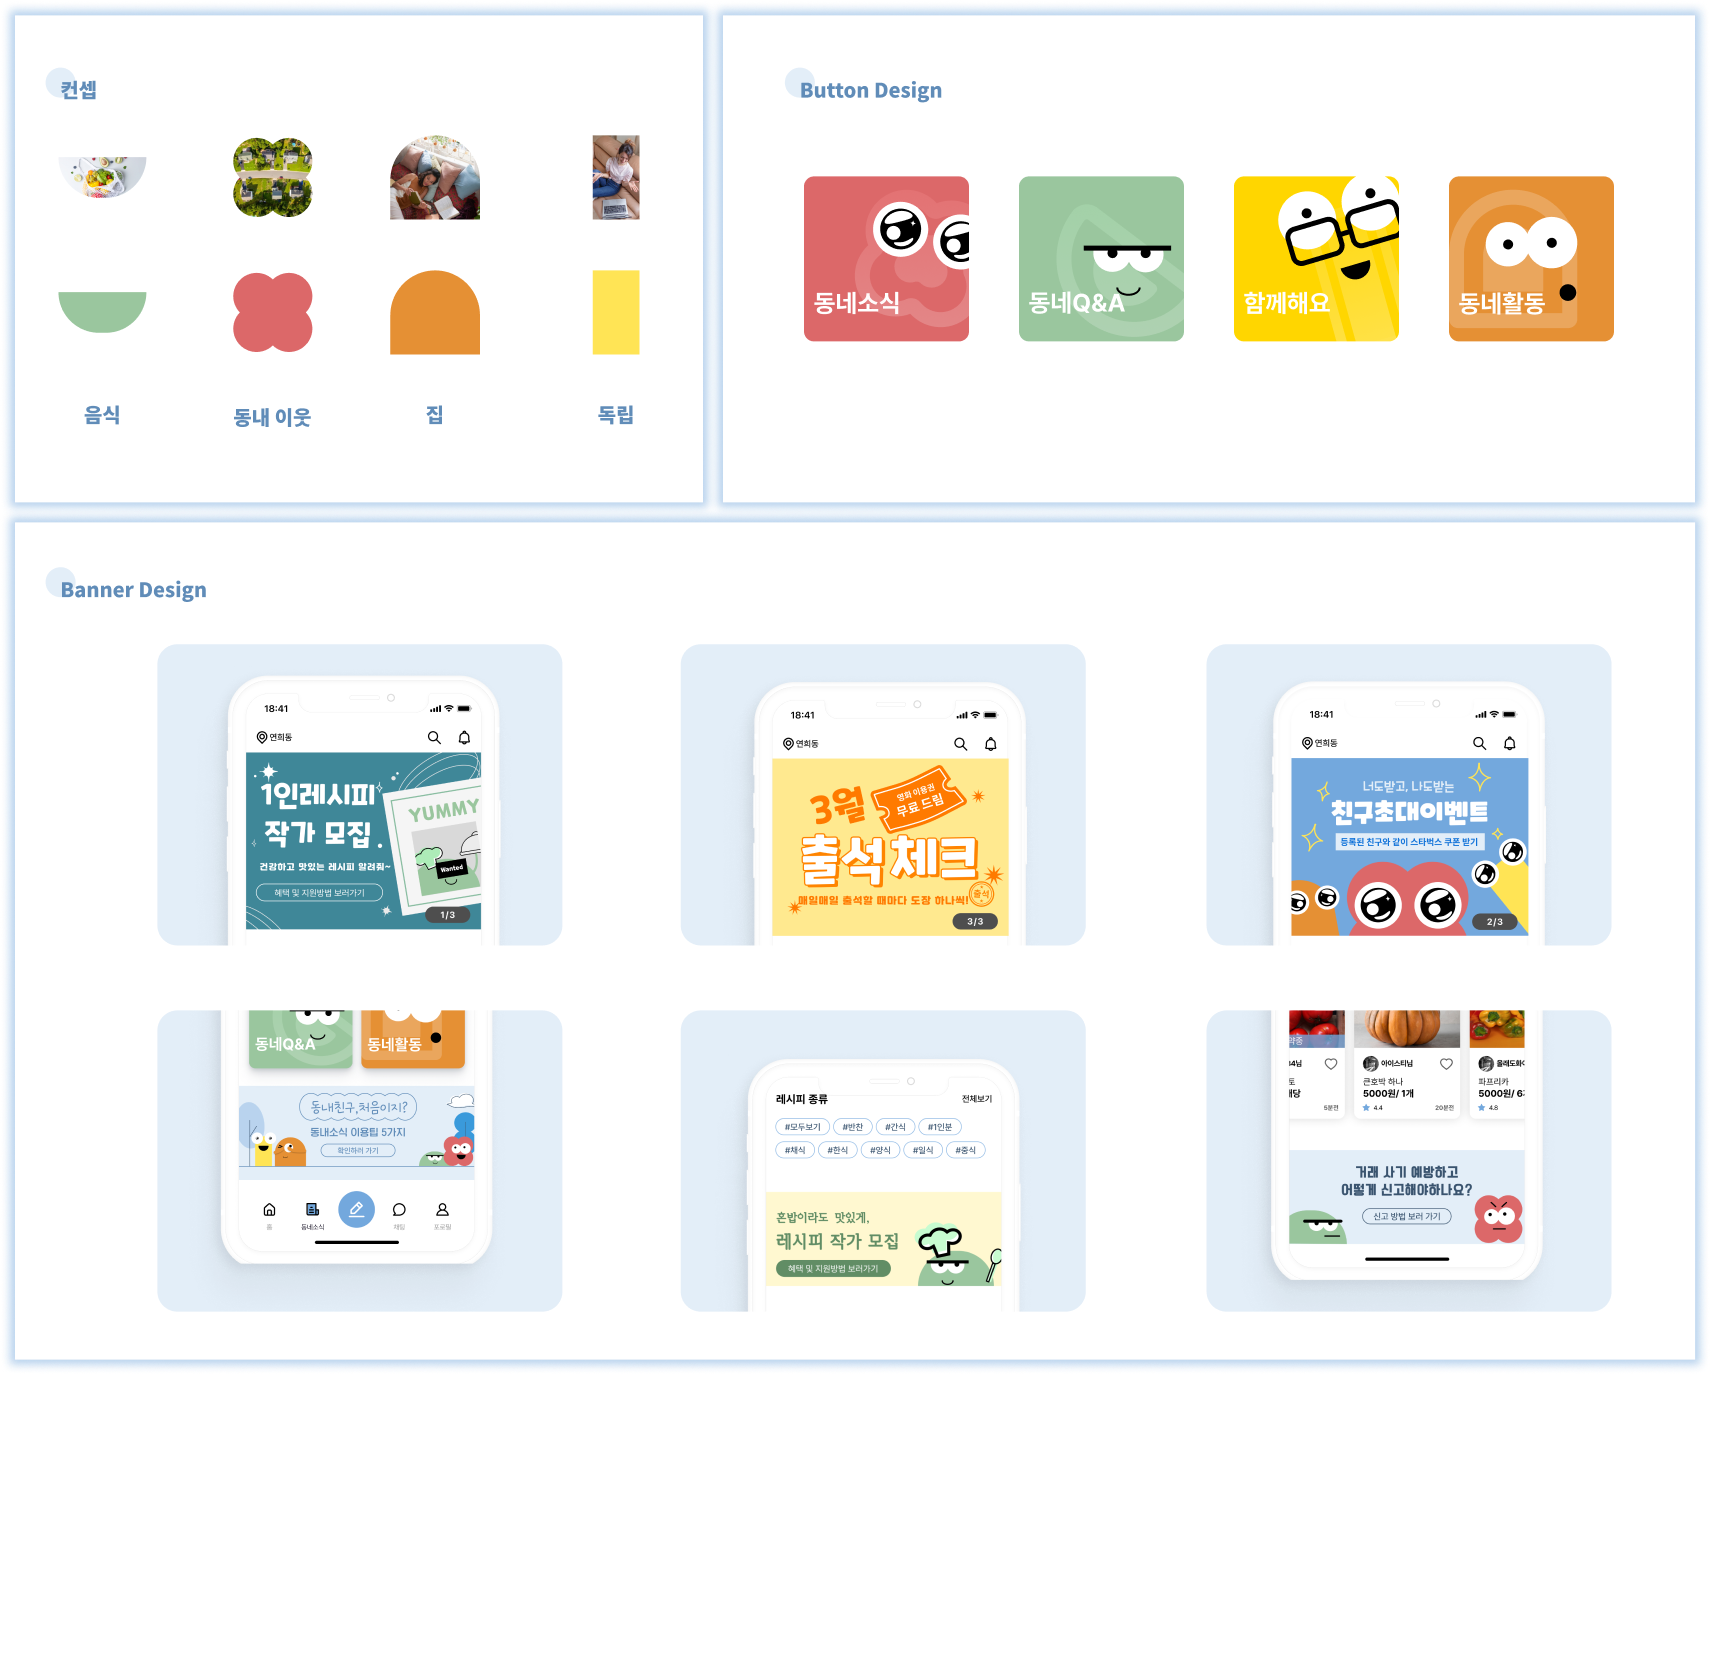 컨셉
음식
동내 이웃
집
독립
Button Design
동네소식
동네Q&A
함께해요
동네활동
Banner Design
18:41
연희동
1인레시피
작가 모집.
건강하고 맛있는 레시피 알려줘~
혜택 및 지원방법 보러가기
YUMMY
Wanted
1/3
18:41
연희동
3월
영화 이용권
무료 드림
출석체크
매일매일 출석할 때마다 도장 하나씩!
출석
3/3
18:41
연희동
너도받고, 나도받는
친구초대이벤트
등록된 친구와 같이 스타벅스 쿠폰 받기
2/3
동네Q&A
동네활동
동내친구,처음이지?
동내소식 이용팁 5가지
확인하러 가기
홈
동네소식
채팅
프로필
레시피 종류
전체보기
#모두보기
#반찬
#간식
#1인분
#채식
#한식
#양식
#일식
#중식
혼밥이라도 맛있게,
레시피 작가 모집
혜택 및 지원방법 보러가기
약중
64님
토
개당
5분전
아이스티님
큰호박 하나
5000원/ 1개
4.4
20분전
올래도화
파프리카
5000원/ 6
4.8
거래 사기 예방하고
어떻게 신고해야하나요?
신고 방법 보러 가기